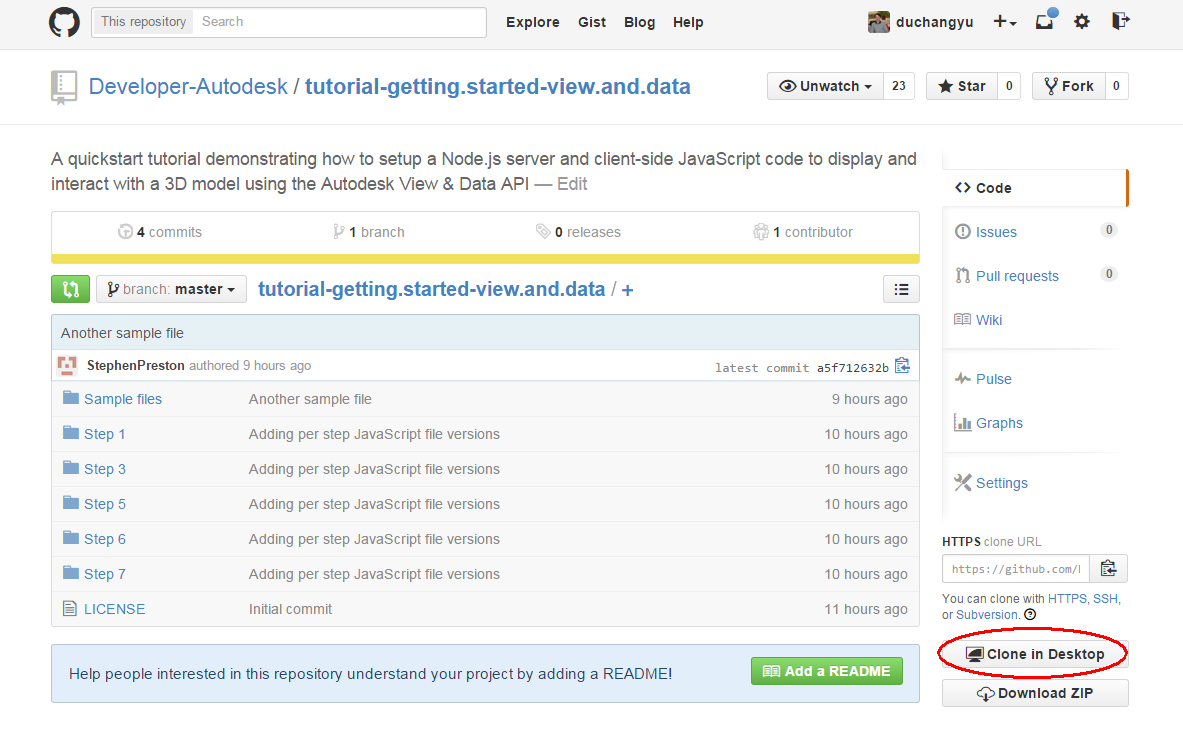 This repository Search Explore Gist Blog Help duchangyu
Developer-Autodesk / tutorial-getting.started-view.and.data Unwatch 23 Star 0 Fork 0
A quickstart tutorial demonstrating how to setup a Node.js server and client-side JavaScript code to display and
interact with a 3D model using the Autodesk View & Data API — Edit
4 commits 1 branch 0 releases 1 contributor
branch: master tutorial-getting.started-view.and.data / +
Another sample file
StephenPreston authored 9 hours ago latest commit a5f712632b
Sample files Another sample file 9 hours ago
Step 1 Adding per step JavaScript file versions 10 hours ago
Step 3 Adding per step JavaScript file versions 10 hours ago
Step 5 Adding per step JavaScript file versions 10 hours ago
Step 6 Adding per step JavaScript file versions 10 hours ago
Step 7 Adding per step JavaScript file versions 10 hours ago
LICENSE Initial commit 11 hours ago
Help people interested in this repository understand your project by adding a README! Add a README
Code
Issues 0
Pull requests 0
Wiki
Pulse
Graphs
Settings
HTTPS clone URL
https://github.com/
You can clone with HTTPS, SSH,
or Subversion.
Clone in Desktop
Download ZIP